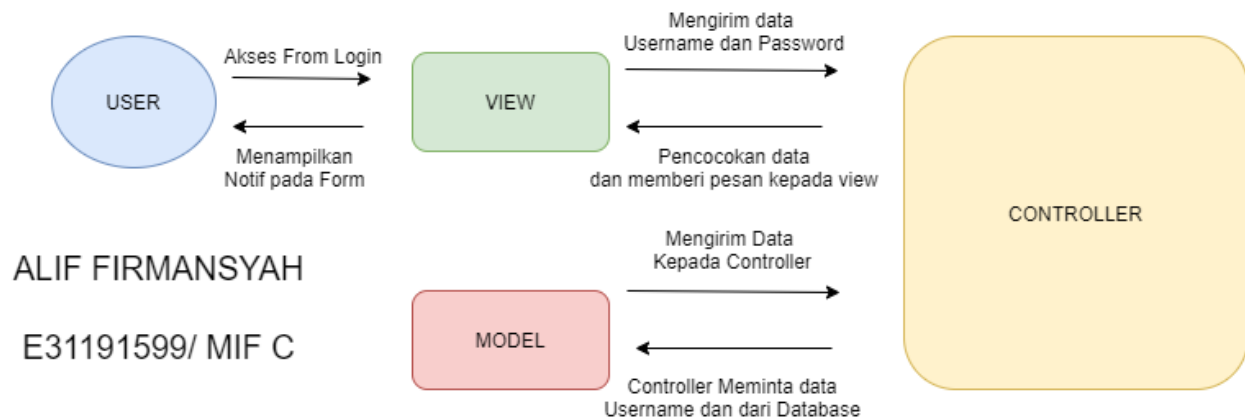 Mengirim data
Username dan Password
Akses From Login
USER
VIEW
Menampilkan
Notif pada Form
Pencocokan data
dan memberi pesan kepada view
CONTROLLER
Mengirim Data
Kepada Controller
ALIF FIRMANSYAH
E31191599/ MIF C
MODEL
Controller Meminta data
Username dan dari Database